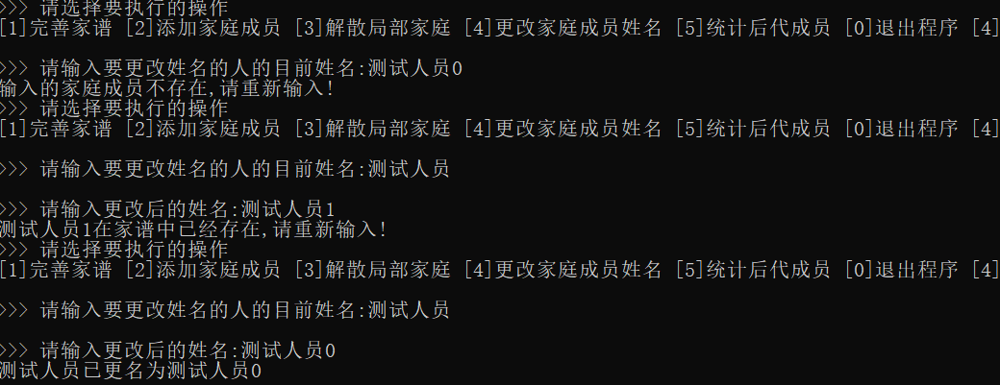 >>> 请选择要执行的操作
[1]完善家谱 [2]添加家庭成员 [3]解散局部家庭 [4]更改家庭成员姓名 [5]统计后代成员 [0]退出程序 [4]
>>> 请输入要更改姓名的人的目前姓名:测试人员0
输入的家庭成员不存在,请重新输入!
>>> 请选择要执行的操作
[1]完善家谱 [2]添加家庭成员 [3]解散局部家庭 [4]更改家庭成员姓名 [5]统计后代成员 [0]退出程序 [4]
>>> 请输入要更改姓名的人的目前姓名:测试人员
>>> 请输入更改后的姓名:测试人员1
测试人员1在家谱中已经存在,请重新输入!
>>> 请选择要执行的操作
[1]完善家谱 [2]添加家庭成员 [3]解散局部家庭 [4]更改家庭成员姓名 [5]统计后代成员 [0]退出程序 [4]
>>> 请输入要更改姓名的人的目前姓名:测试人员
>>> 请输入更改后的姓名:测试人员0
测试人员已更名为测试人员0